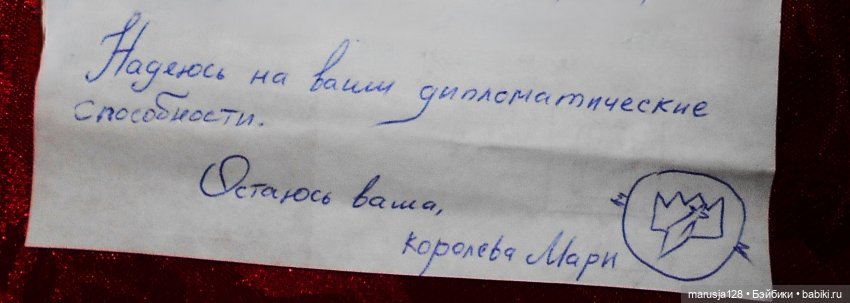 Надеюсь на ваши дипломатические
способности.
Остаюсь ваша,
королева Мари
marusja128 • Бэйбики • babiki.ru